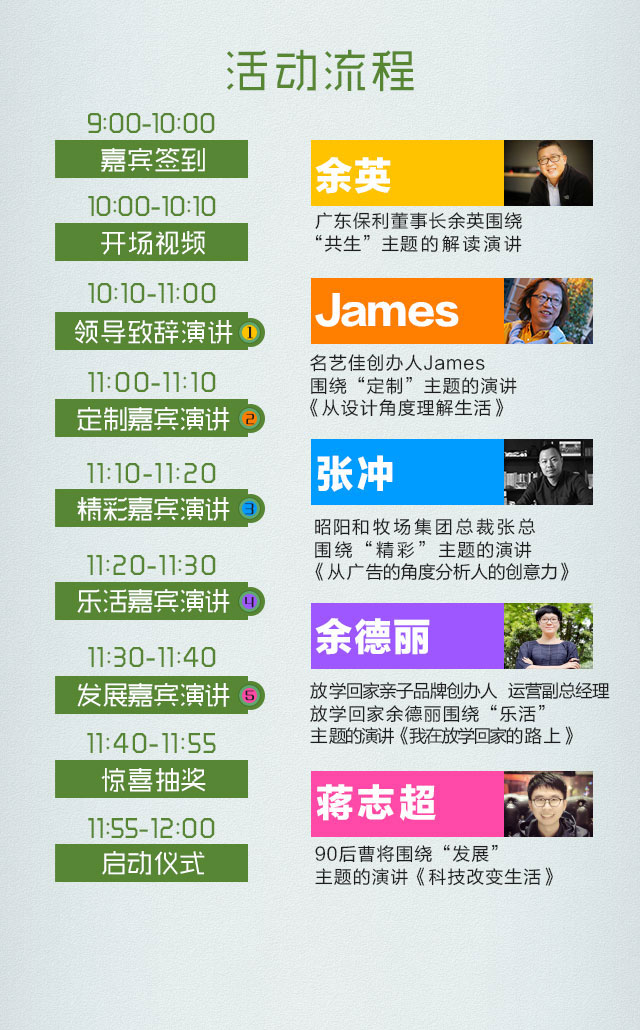 活动流程
9:00-10:00
嘉宾签到
10:00-10:10
开场视频
10:10-11:00
领导致辞演讲 1
11:00-11:10
定制嘉宾演讲 2
11:10-11:20
精彩嘉宾演讲 3
11:20-11:30
乐活嘉宾演讲 4
11:30-11:40
发展嘉宾演讲 5
11:40-11:55
惊喜抽奖
11:55-12:00
启动仪式
余英
广东保利董事长余英围绕
“共生”主题的解读演讲
James
名艺佳创办人James
围绕“定制”主题的演讲
《从设计角度理解生活》
张冲
昭阳和牧场集团总裁张总
围绕“精彩”主题的演讲
《从广告的角度分析人的创意力》
余德丽
放学回家亲子品牌创办人 运营副总经理
放学回家余德丽围绕“乐活”
主题的演讲《我在放学回家的路上》
蒋志超
90后曹将围绕“发展”
主题的演讲《科技改变生活》